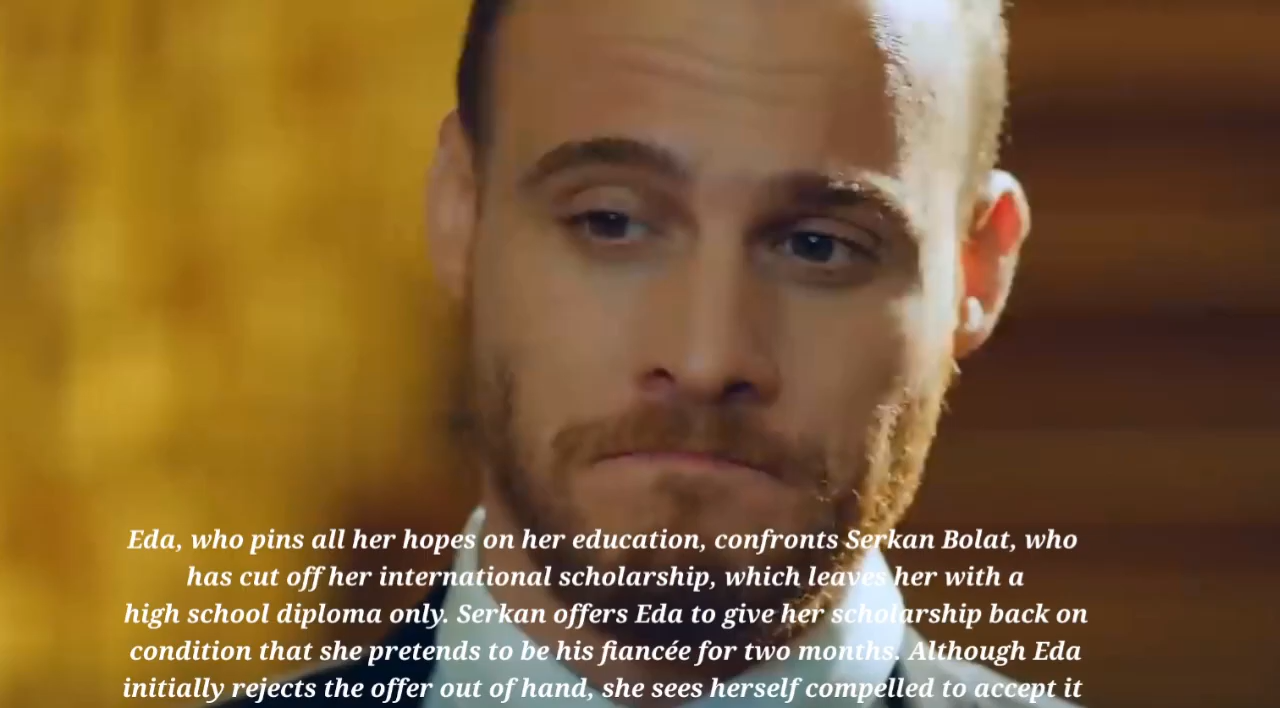 Eda, who pins all her hopes on her education, confronts Serkan Bolat, who
has cut off her international scholarship, which leaves her with a
high school diploma only. Serkan offers Eda to give her scholarship back on
condition that she pretends to be his fiancée for two months. Although Eda
initially rejects the offer out of hand, she sees herself compelled to accept it